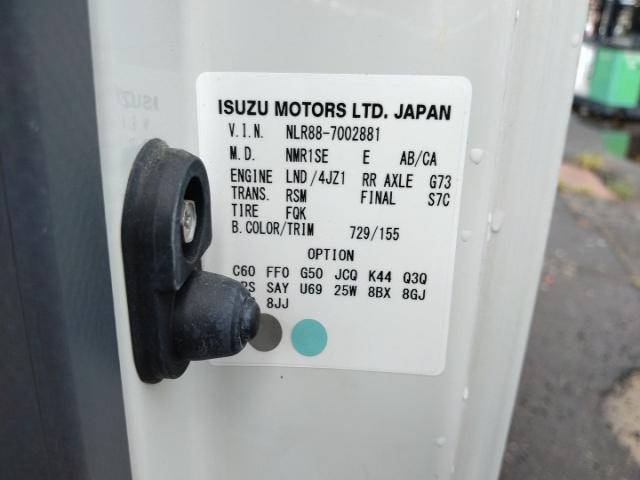 ISUZU MOTORS LTD. JAPAN
V.I.N. NLR88-7002881
M.D. NMR1SE E AB/CA
ENGINE LND/4JZ1 RR AXLE G73
TRANS. RSM FINAL S7C
TIRE FQK
B.COLOR/TRIM 729/155
OPTION
C60 FF0 G50 JCQ K44 Q3Q
SAY U69 25W 8BX 8GJ
8JJ